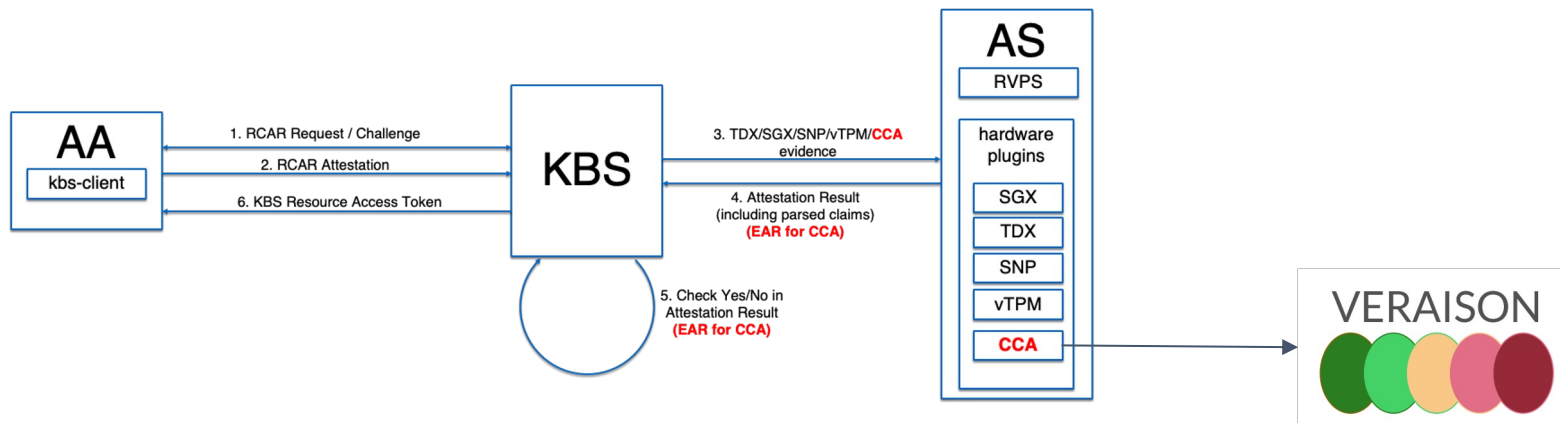 AA
kbs-client
1. RCAR Request / Challenge
2. RCAR Attestation
6. KBS Resource Access Token
KBS
5. Check Yes/No in
Attestation Result
(EAR for CCA)
3. TDX/SGX/SNP/vTPM/CCA
evidence
4. Attestation Result
(including parsed claims)
(EAR for CCA)
AS
RVPS
hardware
plugins
SGX
TDX
SNP
vTPM
CCA
VERAISON